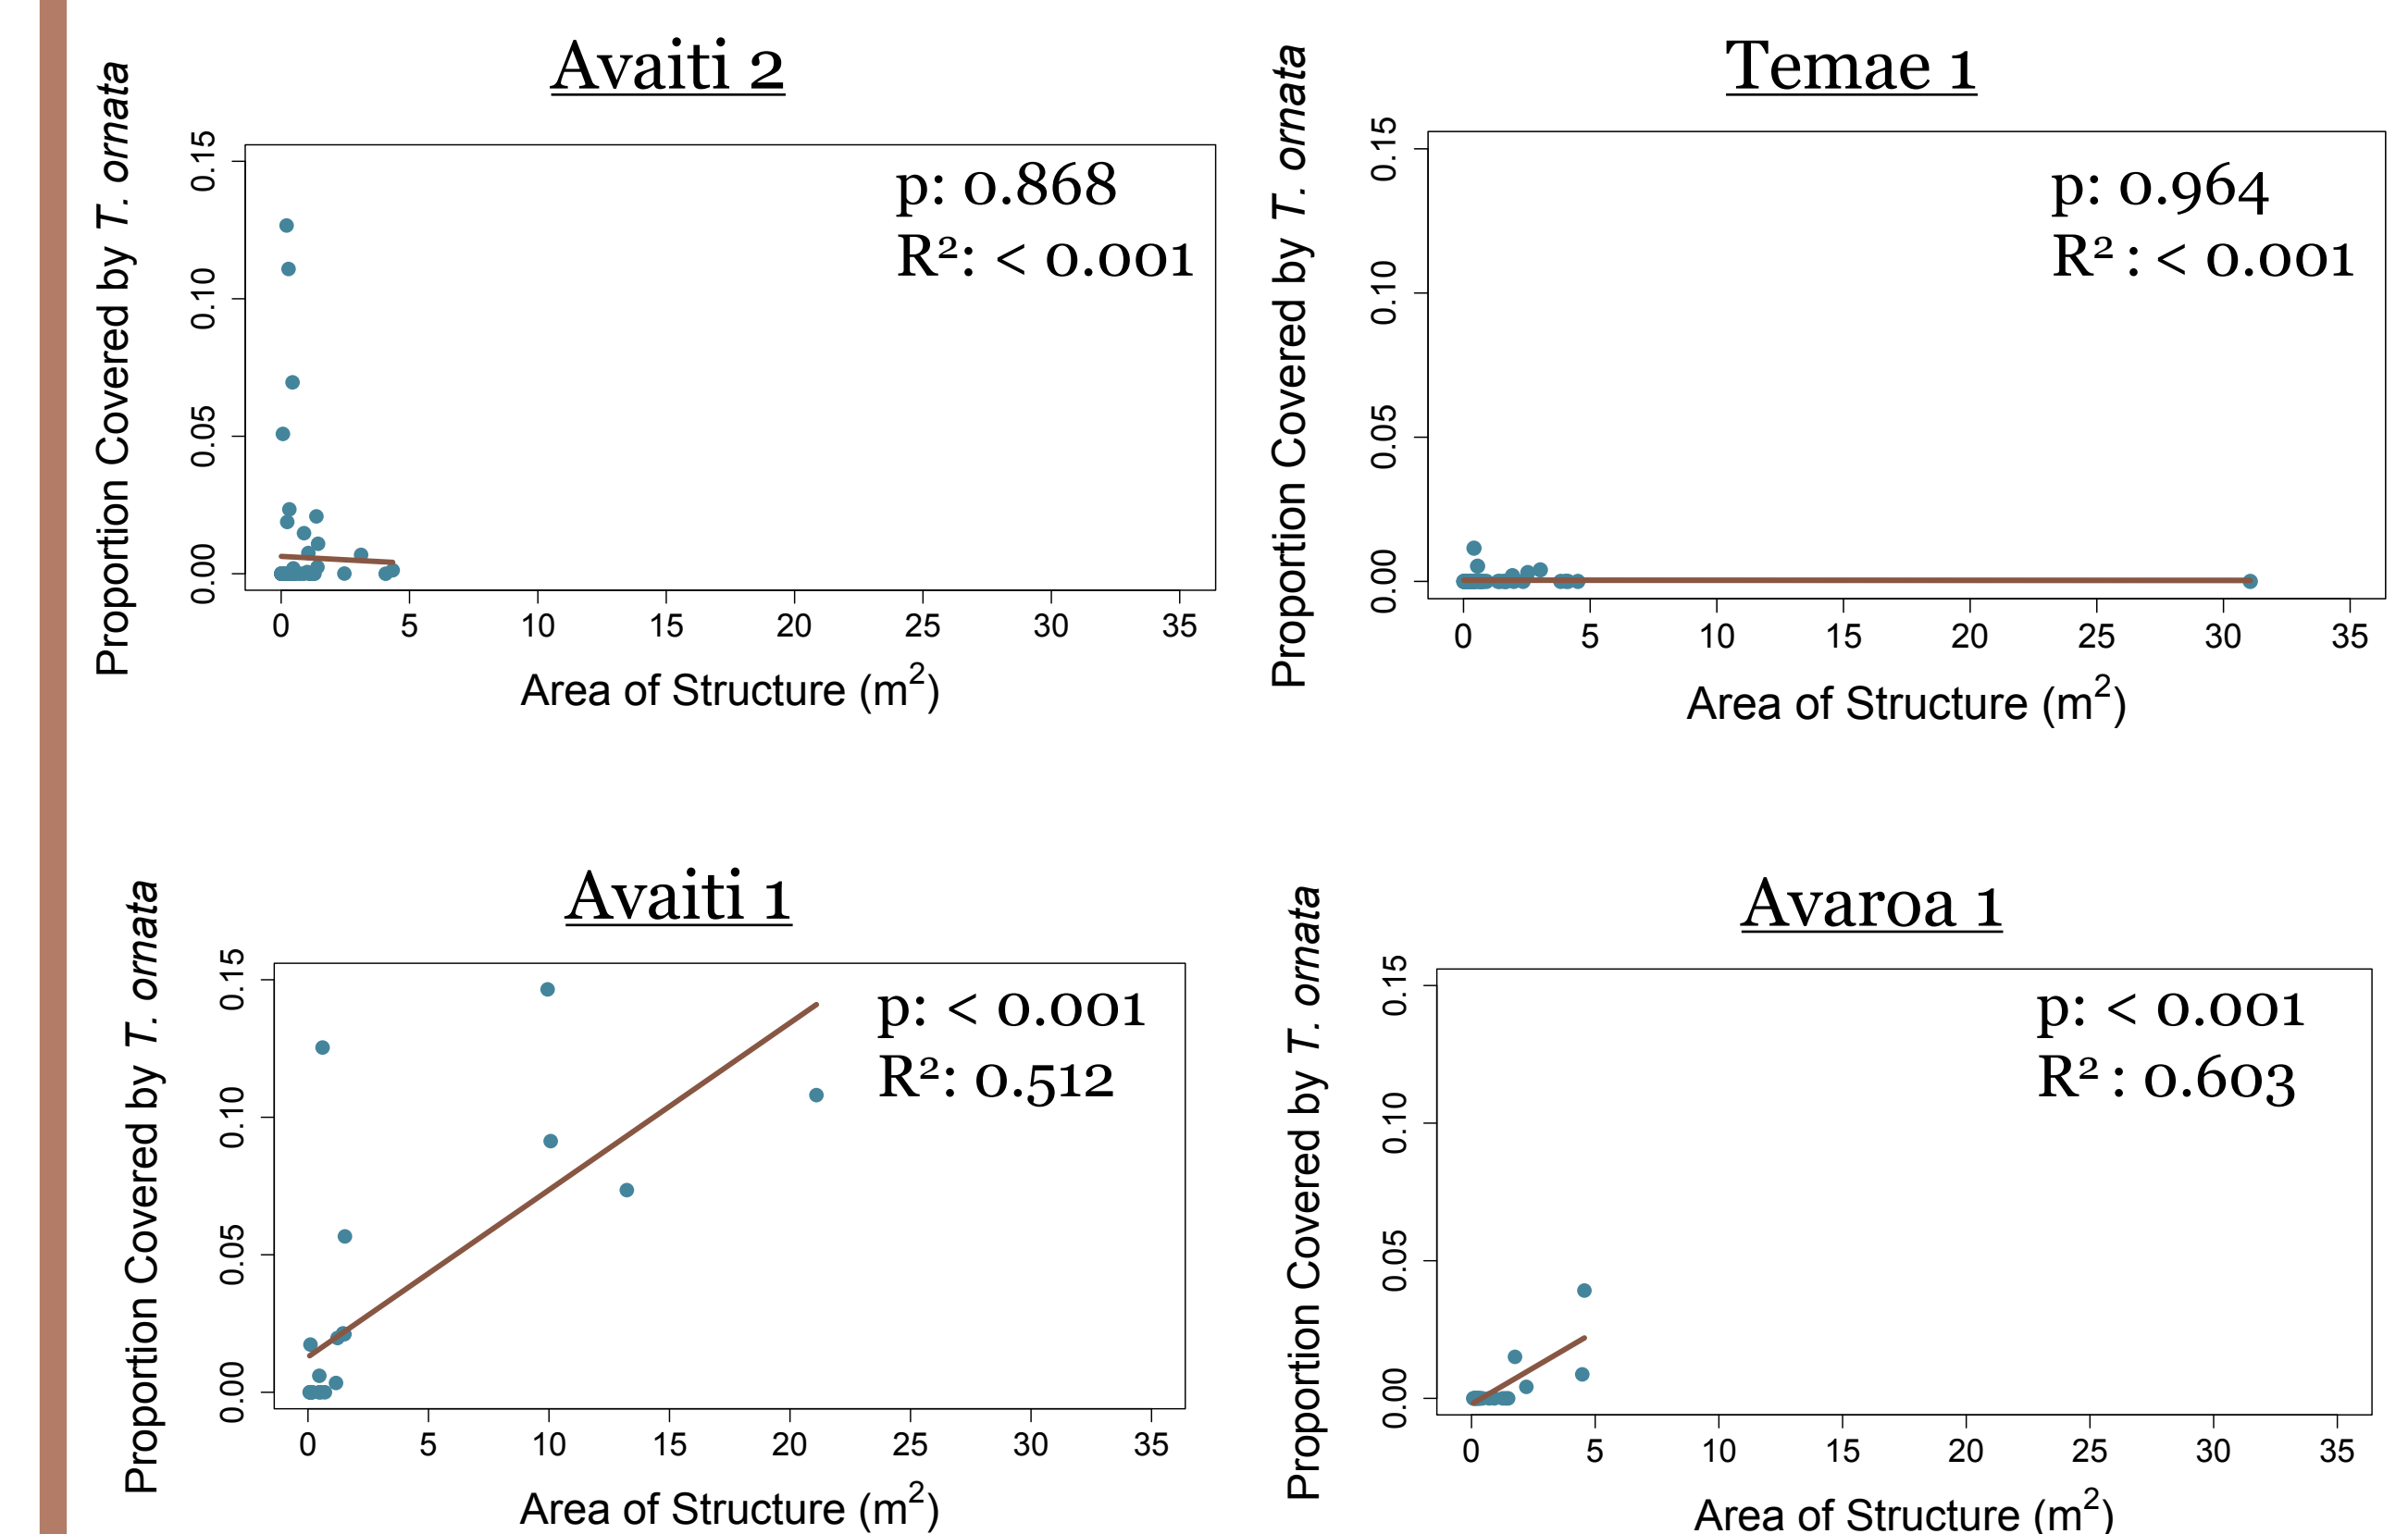 Avaiti 2
Proportion Covered by T. ornata
0.15
0.10
0.05
0.00
p: 0.868
R²: < 0.001
0 5 10 15 20 25 30 35
Area of Structure (m²)
Temae 1
Proportion Covered by T. ornata
0.15
0.10
0.05
0.00
p: 0.964
R² : < 0.001
0 5 10 15 20 25 30 35
Area of Structure (m²)
Avaiti 1
Proportion Covered by T. ornata
0.15
0.10
0.05
0.00
p: < 0.001
R²: 0.512
0 5 10 15 20 25 30 35
Area of Structure (m²)
Avaroa 1
Proportion Covered by T. ornata
0.15
0.10
0.05
0.00
p: < 0.001
R² : 0.603
0 5 10 15 20 25 30 35
Area of Structure (m²)